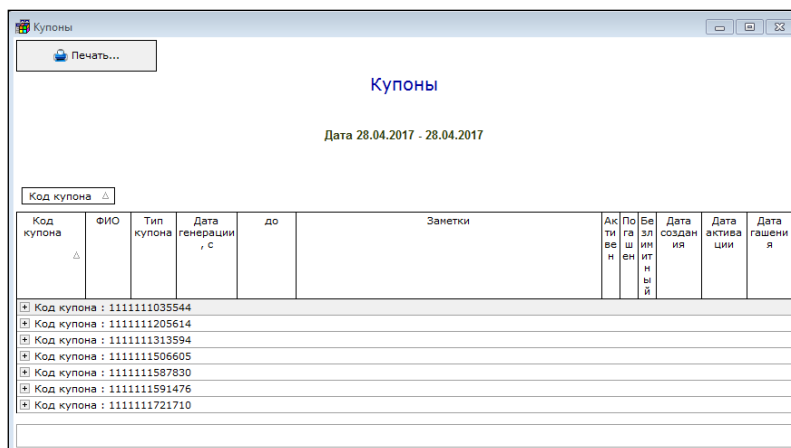 Купоны
Печать...
Купоны
Дата 28.04.2017 - 28.04.2017
Код купона
Код купона ФИО Тип купона Дата генерации, с до Заметки Активен Погашен Безлимитный Дата создания Дата активации Дата гашения
Код купона : 1111111035544
Код купона : 1111111205614
Код купона : 1111111313594
Код купона : 1111111506605
Код купона : 1111111587830
Код купона : 1111111591476
Код купона : 1111111721710